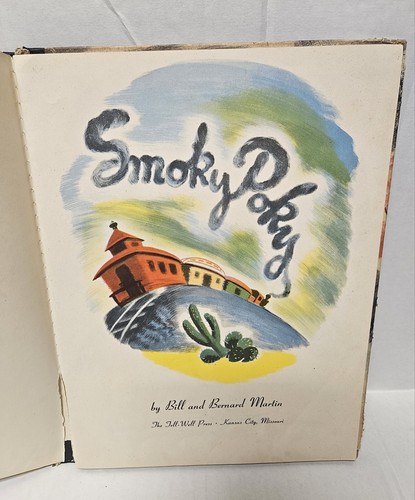 Smoky Poky
by Bill and Bernard Martin
The Tell-Well Press - Kansas City, Missouri